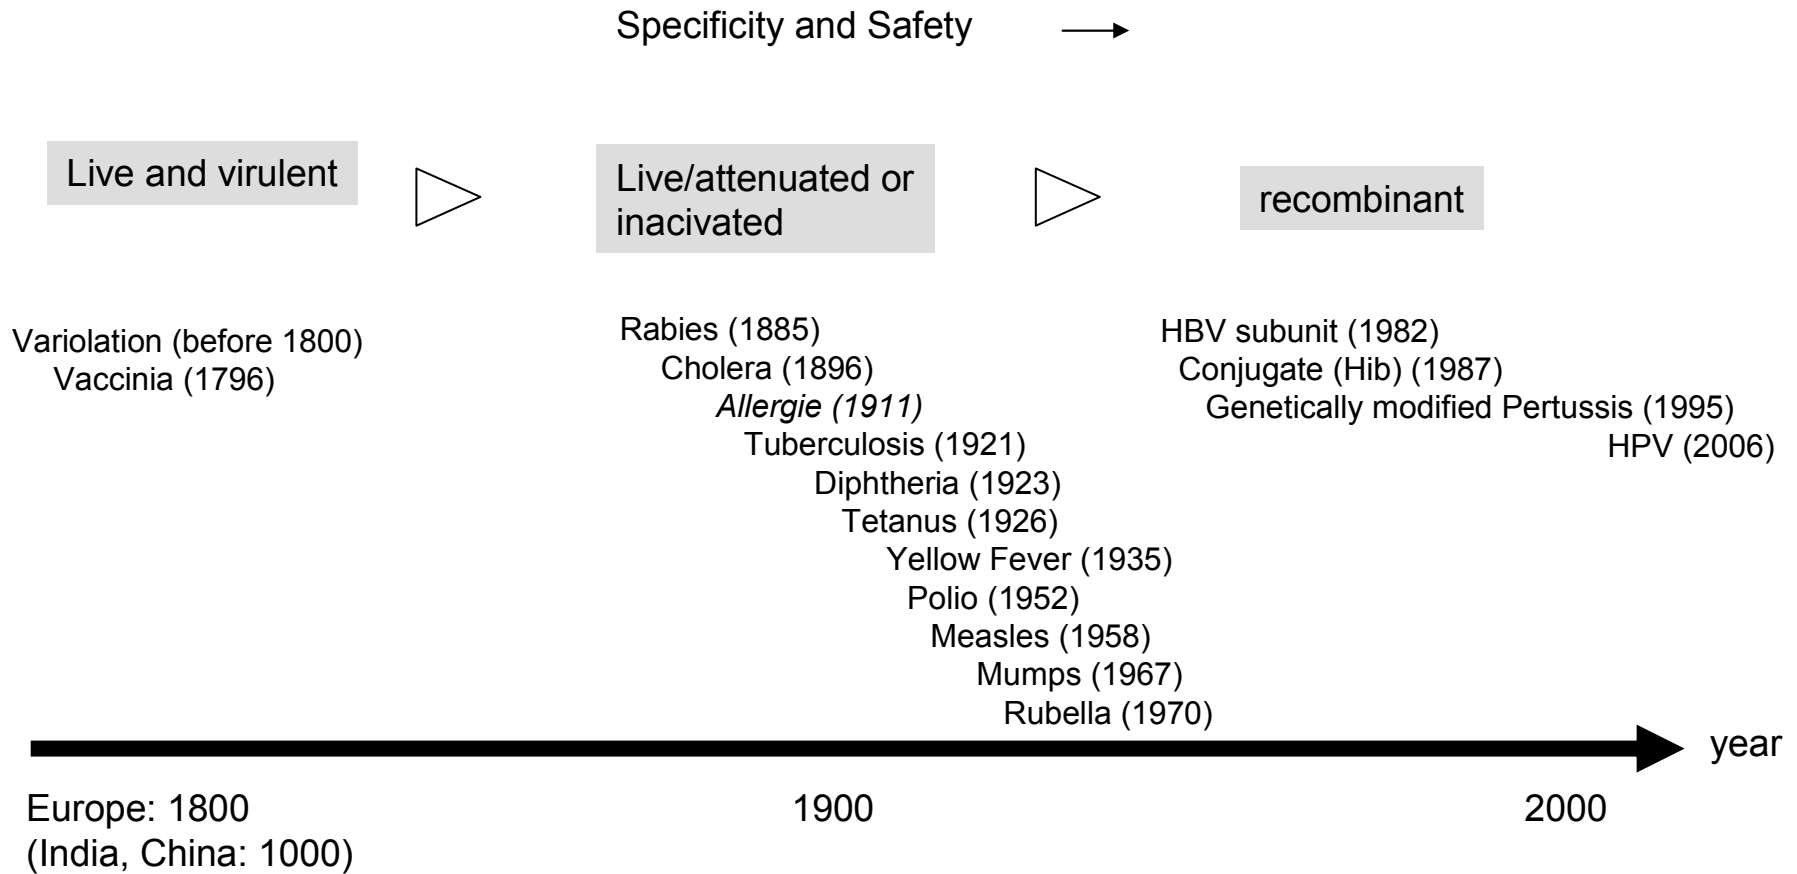 Specificity and Safety
Live and virulent
Live/attenuated or
inacivated
recombinant
Variolation (before 1800)
Vaccinia (1796)
Rabies (1885)
Cholera (1896)
Allergie (1911)
Tuberculosis (1921)
Diphtheria (1923)
Tetanus (1926)
Yellow Fever (1935)
Polio (1952)
Measles (1958)
Mumps (1967)
Rubella (1970)
HBV subunit (1982)
Conjugate (Hib) (1987)
Genetically modified Pertussis (1995)
HPV (2006)
year
Europe: 1800
(India, China: 1000)
1900
2000